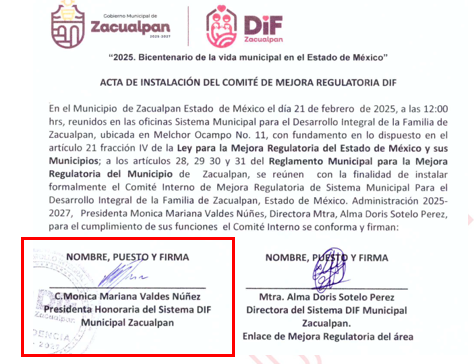 Gobierno Municipal de
Zacualpan
2025-2027
DiF
Zacualpan
“2025. Bicentenario de la vida municipal en el Estado de México”
ACTA DE INSTALACIÓN DEL COMITÉ DE MEJORA REGULATORIA DIF
En el Municipio de Zacualpan Estado de México el día 21 de febrero de 2025, a las 12:00
hrs, reunidos en las oficinas Sistema Municipal para el Desarrollo Integral de la Familia de
Zacualpan, ubicada en Melchor Ocampo No. 11, con fundamento en lo dispuesto en el
artículo 21 fracción IV de la Ley para la Mejora Regulatoria del Estado de México y sus
Municipios; a los artículos 28, 29 30 y 31 del Reglamento Municipal para la Mejora
Regulatoria del Municipio de Zacualpan, se reúnen con la finalidad de instalar
formalmente el Comité Interno de Mejora Regulatoria de Sistema Municipal Para el
Desarrollo Integral de la Familia de Zacualpan, Estado de México. Administración 2025-
2027, Presidenta Monica Mariana Valdes Núñes, Directora Mtra, Alma Doris Sotelo Perez,
para el cumplimiento de sus funciones el Comité Interno se conforma y firman:
NOMBRE, PUESTO Y FIRMA
C.Monica Mariana Valdes Núñez
Presidenta Honoraria del Sistema DIF
Municipal Zacualpan
NOMBRE, PUESTO Y FIRMA
Mtra. Alma Doris Sotelo Perez
Directora del Sistema DIF Municipal
Zacualpan.
Enlace de Mejora Regulatoria del área